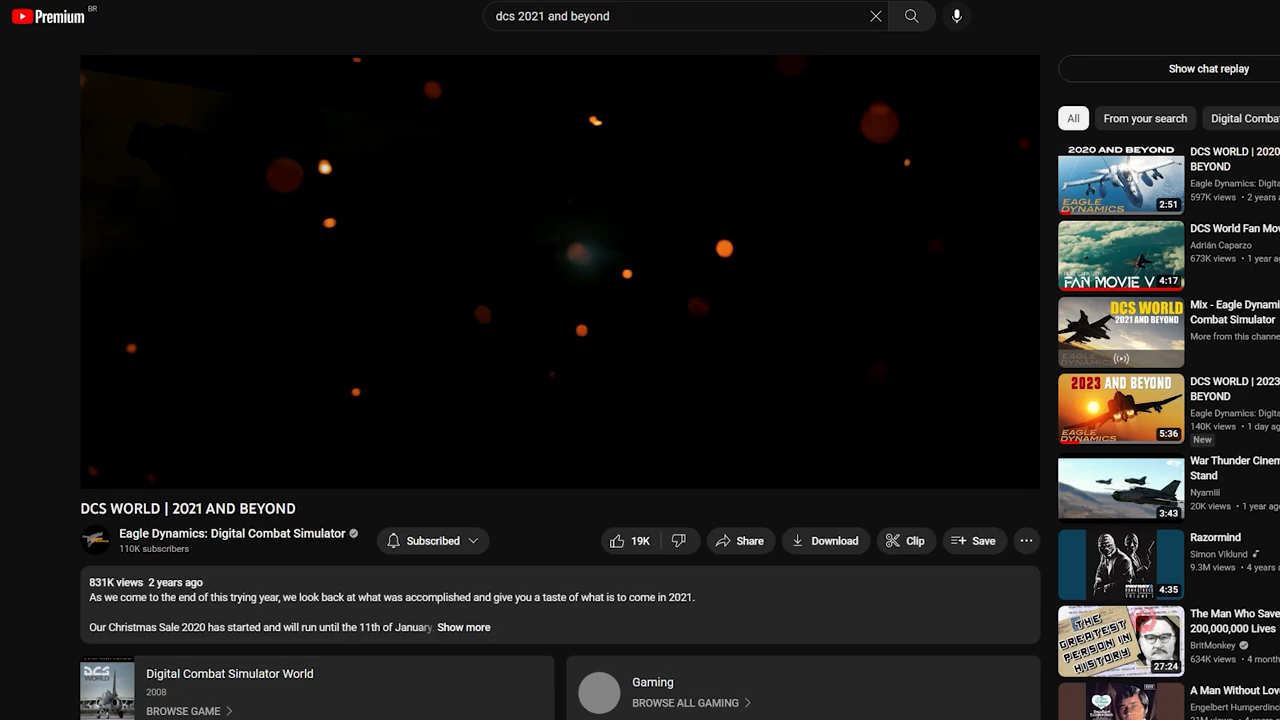 Premium BR
dcs 2021 and beyond
Show chat replay
All
From your search
Digital Comba
2020 AND BEYOND
EAGLE DYNAMICS
2:51
DCS WORLD | 2020
BEYOND
Eagle Dynamics: Digita
597K views • 2 years a
FAN MOVIE V
4:17
DCS World Fan Mov
Adrián Caparzo
673K views • 1 year ag
DCS WORLD
2021 AND BEYOND
EAGLE DYNAMICS
Mix - Eagle Dynami
Combat Simulator
More from this channe
2023 AND BEYOND
EAGLE DYNAMICS
5:36
DCS WORLD | 2023
BEYOND
Eagle Dynamics: Digita
140K views • 1 day ag
New
3:43
War Thunder Cinem
Stand
Nyamiii
20K views • 1 year ago
4:35
Razormind
Simon Viklund
9.3M views • 4 years a
THE GREATEST PERSON IN HISTORY
27:24
The Man Who Save
200,000,000 Lives
BritMonkey
634K views • 4 month
A Man Without Lov
Engelbert Humperdinc
DCS WORLD | 2021 AND BEYOND
Eagle Dynamics: Digital Combat Simulator
110K subscribers
Subscribed
19K
Share
Download
Clip
Save
831K views 2 years ago
As we come to the end of this trying year, we look back at what was accomplished and give you a taste of what is to come in 2021.
Our Christmas Sale 2020 has started and will run until the 11th of January Show more
DCS WORLD
Digital Combat Simulator World
2008
BROWSE GAME
Gaming
BROWSE ALL GAMING